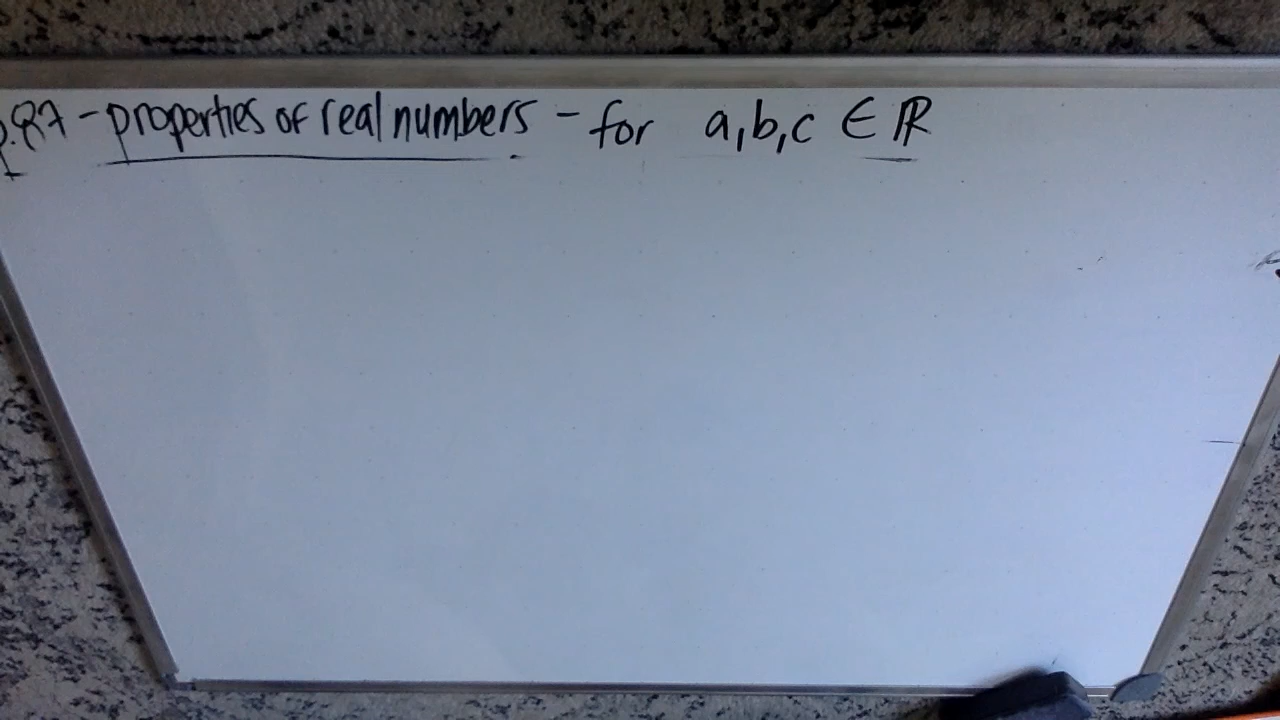 p.87 - properties of real numbers - for a,b,c ∈ ℝ